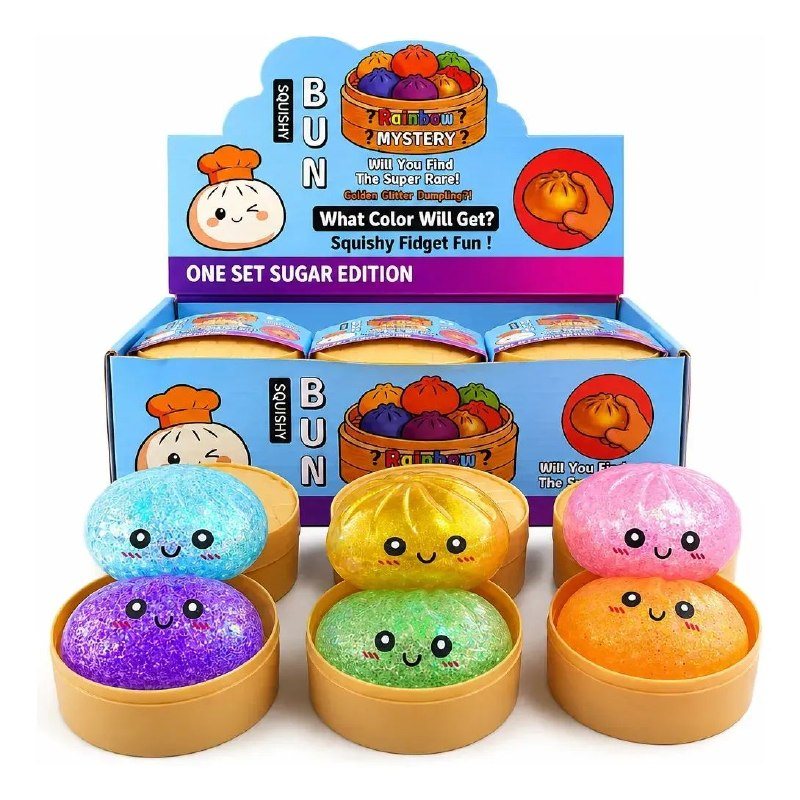 SQUISHY
BUN
?Rainbow?
?MYSTERY?
Will You Find
The Super Rare!
Golden Glitter Dumpling?!
What Color Will Get?
Squishy Fidget Fun !
ONE SET SUGAR EDITION
SQUISHY
BUN
?Rainbow?
Will You Find
The